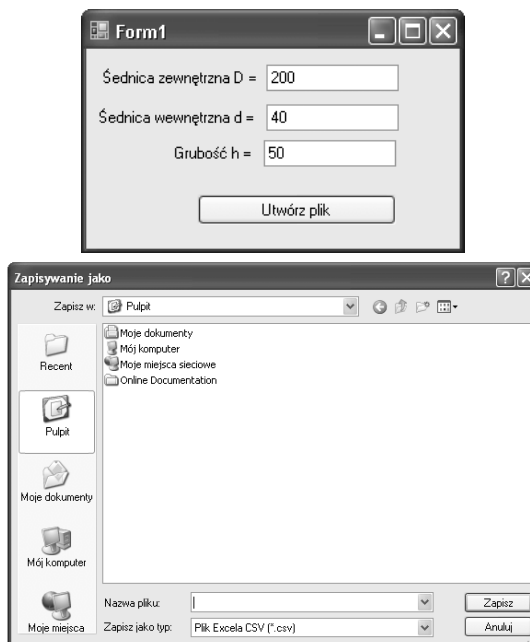 Form1
Śednica zewnętrzna D = 200
Śednica wewnętrzna d = 40
Grubość h = 50
Utwórz plik
Zapisywanie jako
Zapisz w: Pulpit
Recent
Pulpit
Moje dokumenty
Mój komputer
Moje miejsca
Moje dokumenty
Mój komputer
Moje miejsca sieciowe
Online Documentation
Nazwa pliku:
Zapisz
Zapisz jako typ: Plik Excela CSV (*.csv)
Anuluj